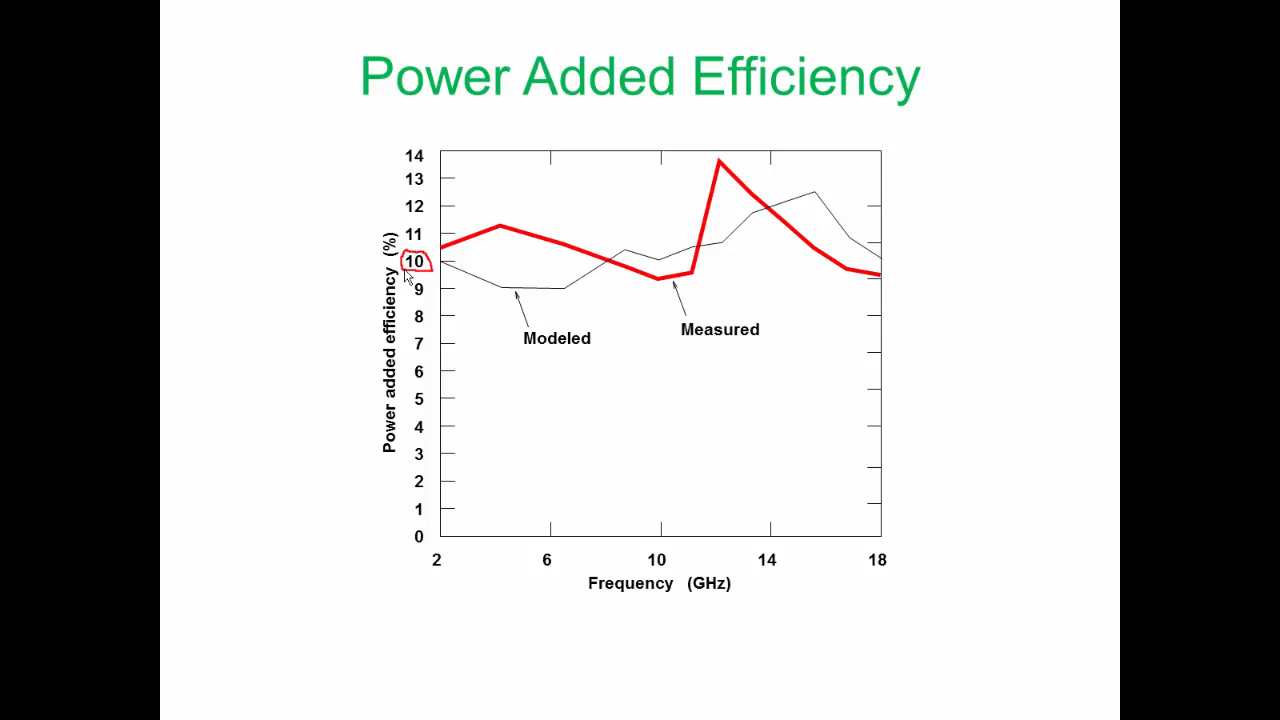 Power Added Efficiency
14
13
12
11
10
9
8
7
6
5
4
3
2
1
0
Power added efficiency (%)
Modeled
Measured
2 6 10 14 18
Frequency (GHz)